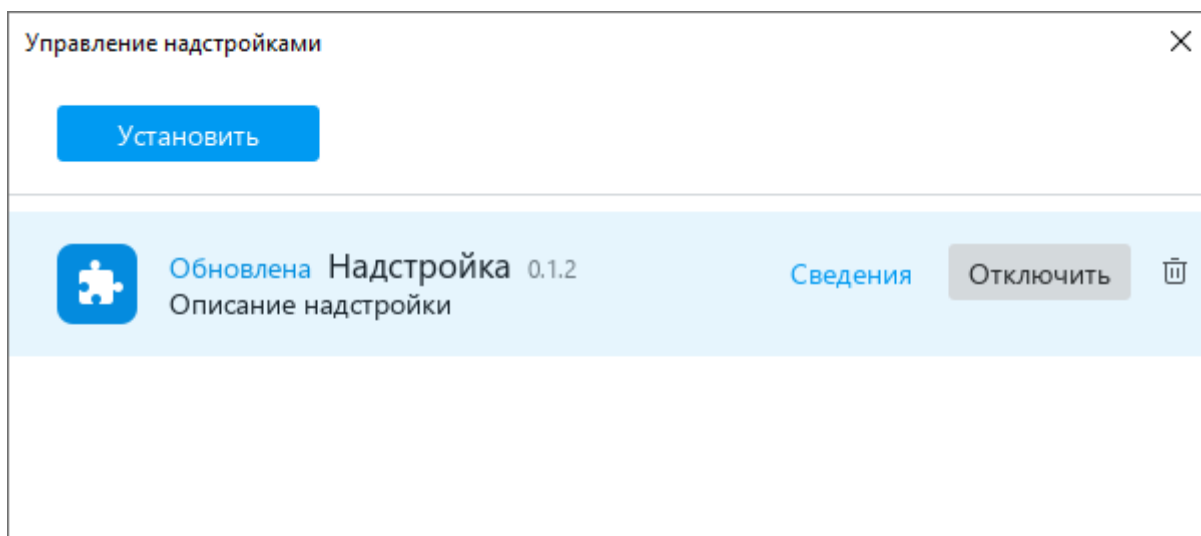 Управление надстройками
Установить
Обновлена Надстройка 0.1.2 Сведения Отключить
Описание надстройки